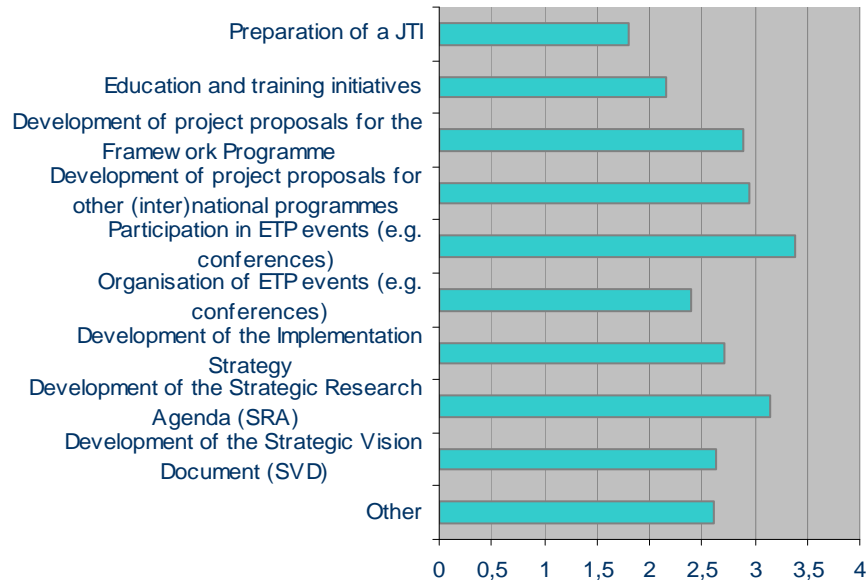 Preparation of a JTI
Education and training initiatives
Development of project proposals for the
Framework Programme
Development of project proposals for
other (inter)national programmes
Participation in ETP events (e.g.
conferences)
Organisation of ETP events (e.g.
conferences)
Development of the Implementation
Strategy
Development of the Strategic Research
Agenda (SRA)
Development of the Strategic Vision
Document (SVD)
Other
0 0,5 1 1,5 2 2,5 3 3,5 4